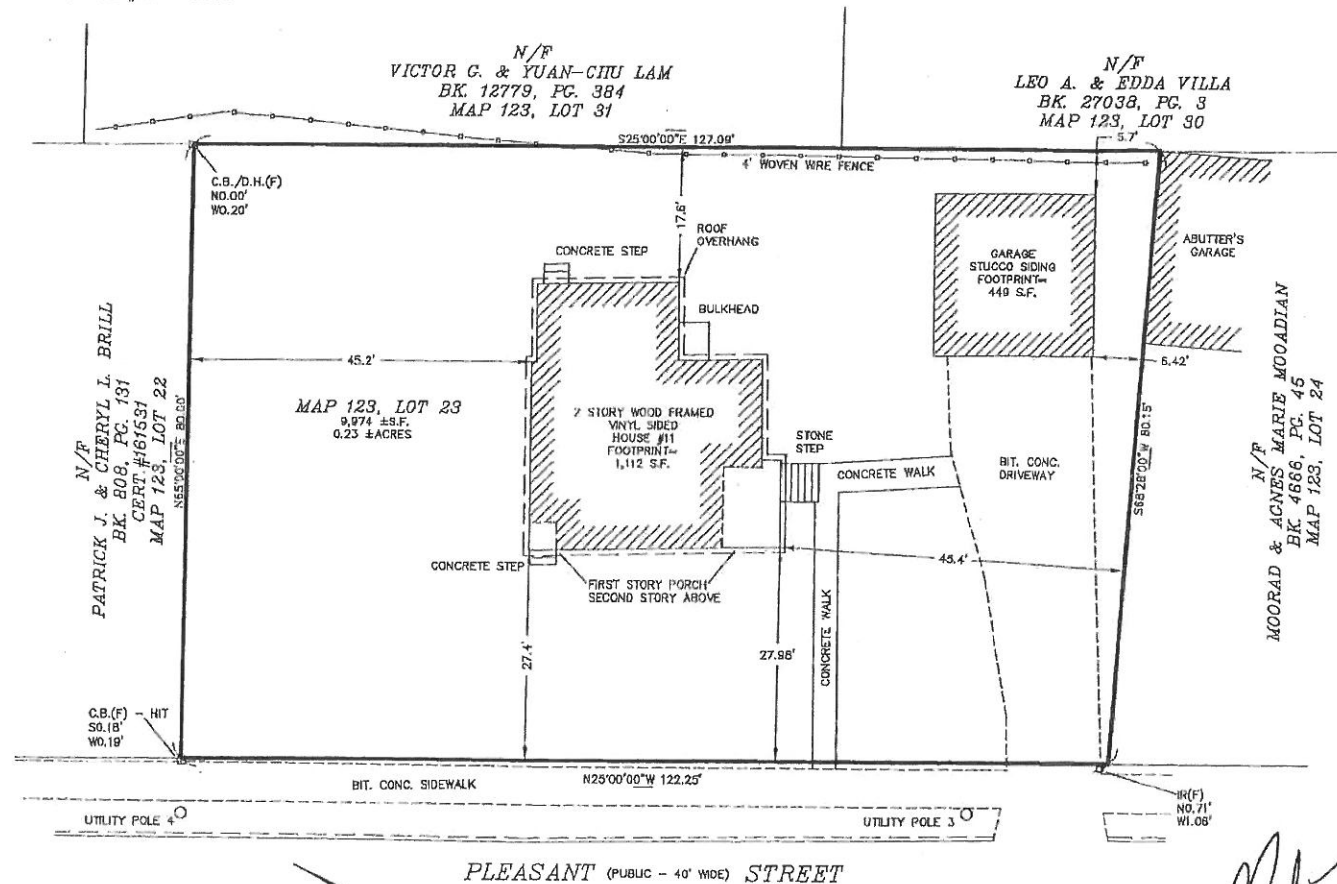 N/F
VICTOR G. & YUAN-CHU LAM
BK. 12779, PG. 384
MAP 123, LOT 31
N/F
LEO A. & EDDA VILLA
BK. 27038, PG. 3
MAP 123, LOT 30
S25°00'00"E 127.09'
5.7'
4' WOVEN WIRE FENCE
C.B./D.H.(F)
N0.00'
W0.20'
17.6'
ROOF
OVERHANG
CONCRETE STEP
BULKHEAD
GARAGE
STUCCO SIDING
FOOTPRINT=
449 S.F.
ABUTTER'S
GARAGE
N/F
PATRICK J. & CHERYL L. BRILL
BK. 808, PG. 131
CERT.#161531
MAP 123, LOT 22
N65°00'00"E 80.00'
45.2'
MAP 123, LOT 23
9,974 ±S.F.
0.23 ±ACRES
2 STORY WOOD FRAMED
VINYL SIDED
HOUSE #11
FOOTPRINT=
1,112 S.F.
STONE
STEP
CONCRETE WALK
BIT. CONC.
DRIVEWAY
6.42'
S68°28'00"W 80.15'
N/F
MOORAD & AGNES MARIE MOOADIAN
BK. 4666, PG. 45
MAP 123, LOT 24
45.4'
CONCRETE STEP
FIRST STORY PORCH
SECOND STORY ABOVE
27.4'
27.98'
CONCRETE WALK
C.B.(F) - HIT
S0.18'
W0.19'
N25°00'00"W 122.25'
BIT. CONC. SIDEWALK
IR(F)
N0.71'
W1.06'
UTILITY POLE 4
UTILITY POLE 3
PLEASANT (PUBLIC - 40' WIDE) STREET